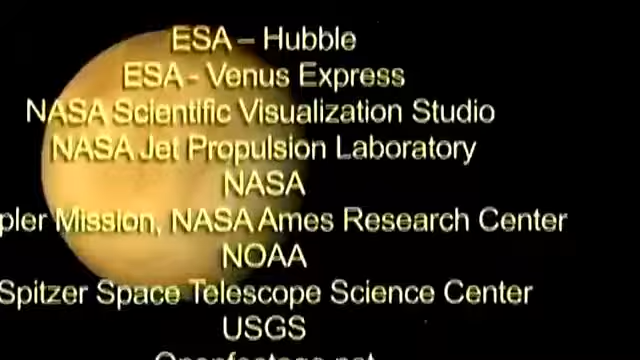 ESA – Hubble
ESA - Venus Express
NASA Scientific Visualization Studio
NASA Jet Propulsion Laboratory
NASA
pler Mission, NASA Ames Research Center
NOAA
Spitzer Space Telescope Science Center
USGS